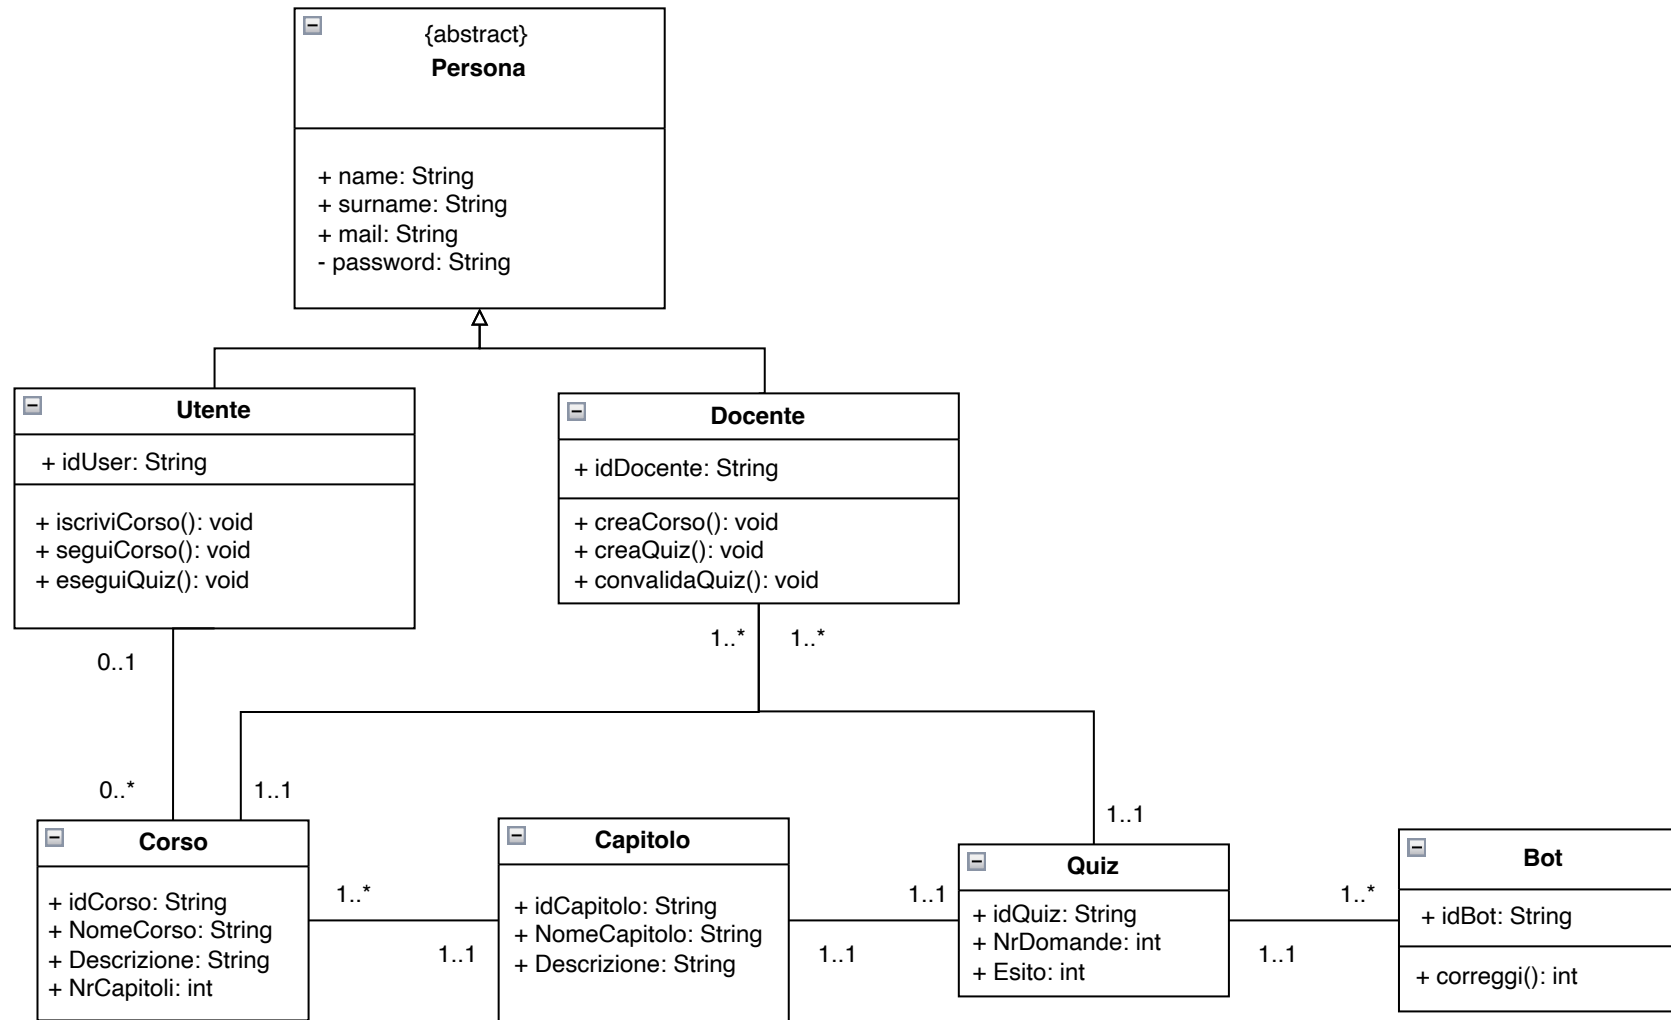 {abstract}
Persona
+ name: String
+ surname: String
+ mail: String
- password: String
Utente
+ idUser: String
+ iscriviCorso(): void
+ seguiCorso(): void
+ eseguiQuiz(): void
Docente
+ idDocente: String
+ creaCorso(): void
+ creaQuiz(): void
+ convalidaQuiz(): void
1..* 1..*
0..1
0..* 1..1
1..1
Corso
+ idCorso: String
+ NomeCorso: String
+ Descrizione: String
+ NrCapitoli: int
1..*
1..1
Capitolo
+ idCapitolo: String
+ NomeCapitolo: String
+ Descrizione: String
1..1
1..1
Quiz
+ idQuiz: String
+ NrDomande: int
+ Esito: int
1..*
1..1
Bot
+ idBot: String
+ correggi(): int